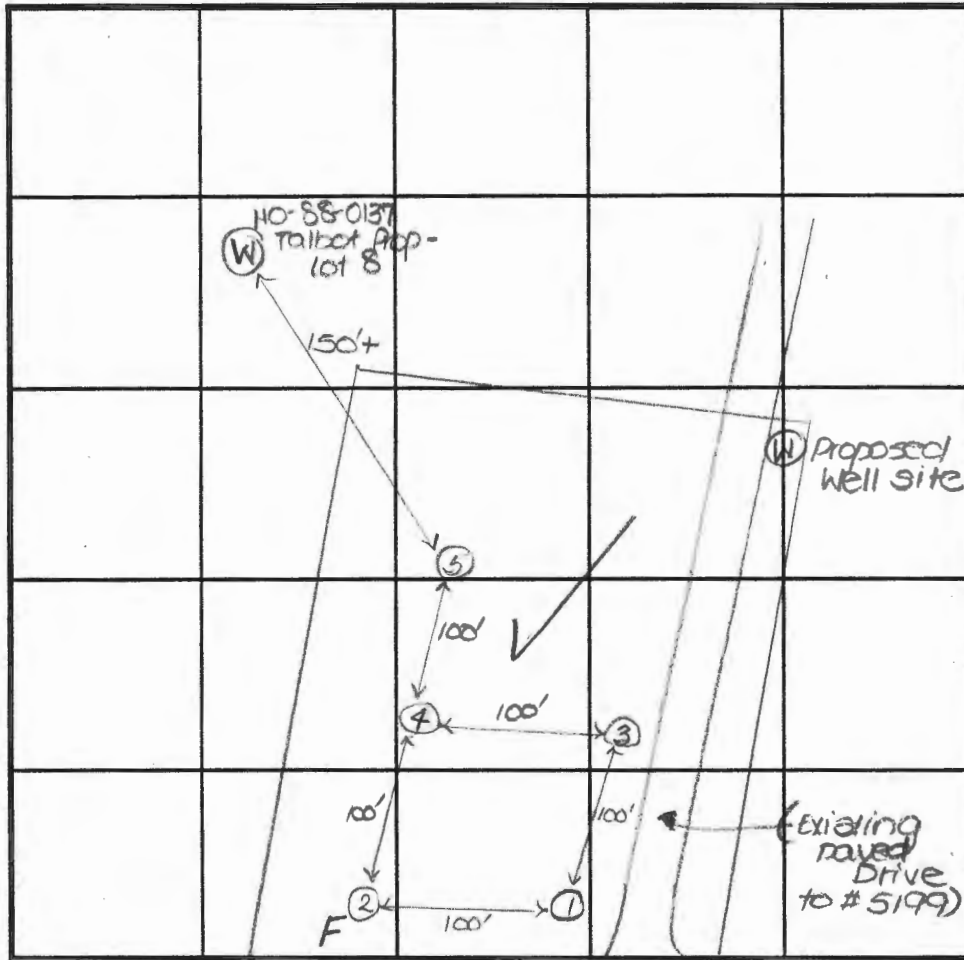 HO-88-0137
Talbot Prop-
lot 8
W
150'+
W
Proposed
Well site
5
100'
4
100'
3
100'
100'
Existing
paved
Drive
to # 5199)
F
2
100'
1